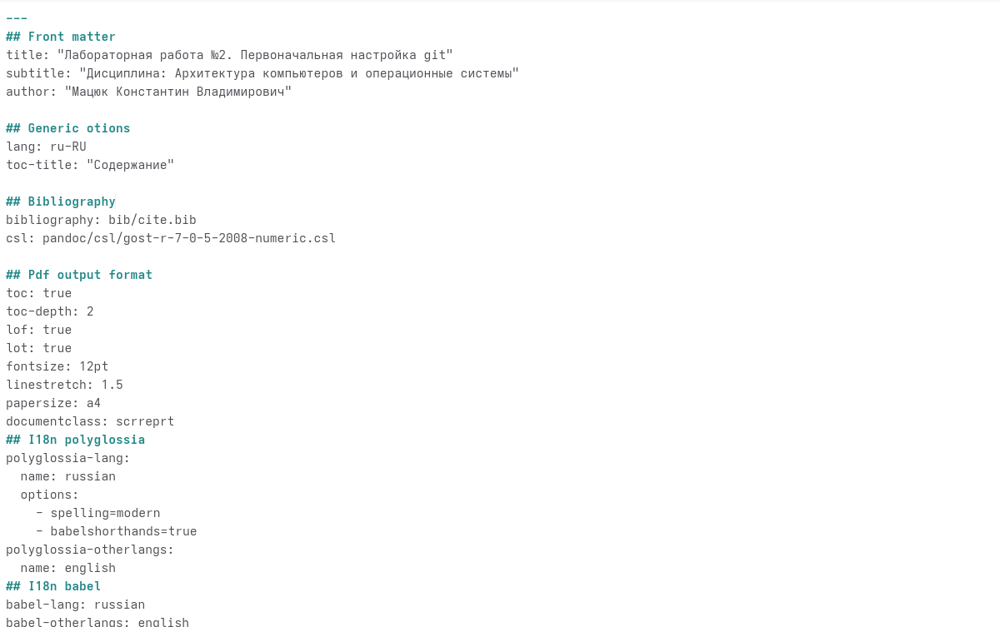 ---
## Front matter
title: "Лабораторная работа №2. Первоначальная настройка git"
subtitle: "Дисциплина: Архитектура компьютеров и операционные системы"
author: "Мацюк Константин Владимирович"
## Generic otions
lang: ru-RU
toc-title: "Содержание"
## Bibliography
bibliography: bib/cite.bib
csl: pandoc/csl/gost-r-7-0-5-2008-numeric.csl
## Pdf output format
toc: true
toc-depth: 2
lof: true
lot: true
fontsize: 12pt
linestretch: 1.5
papersize: a4
documentclass: scrreprt
## I18n polyglossia
polyglossia-lang:
  name: russian
  options:
    - spelling=modern
    - babelshorthands=true
polyglossia-otherlangs:
  name: english
## I18n babel
babel-lang: russian
babel-otherlangs: english